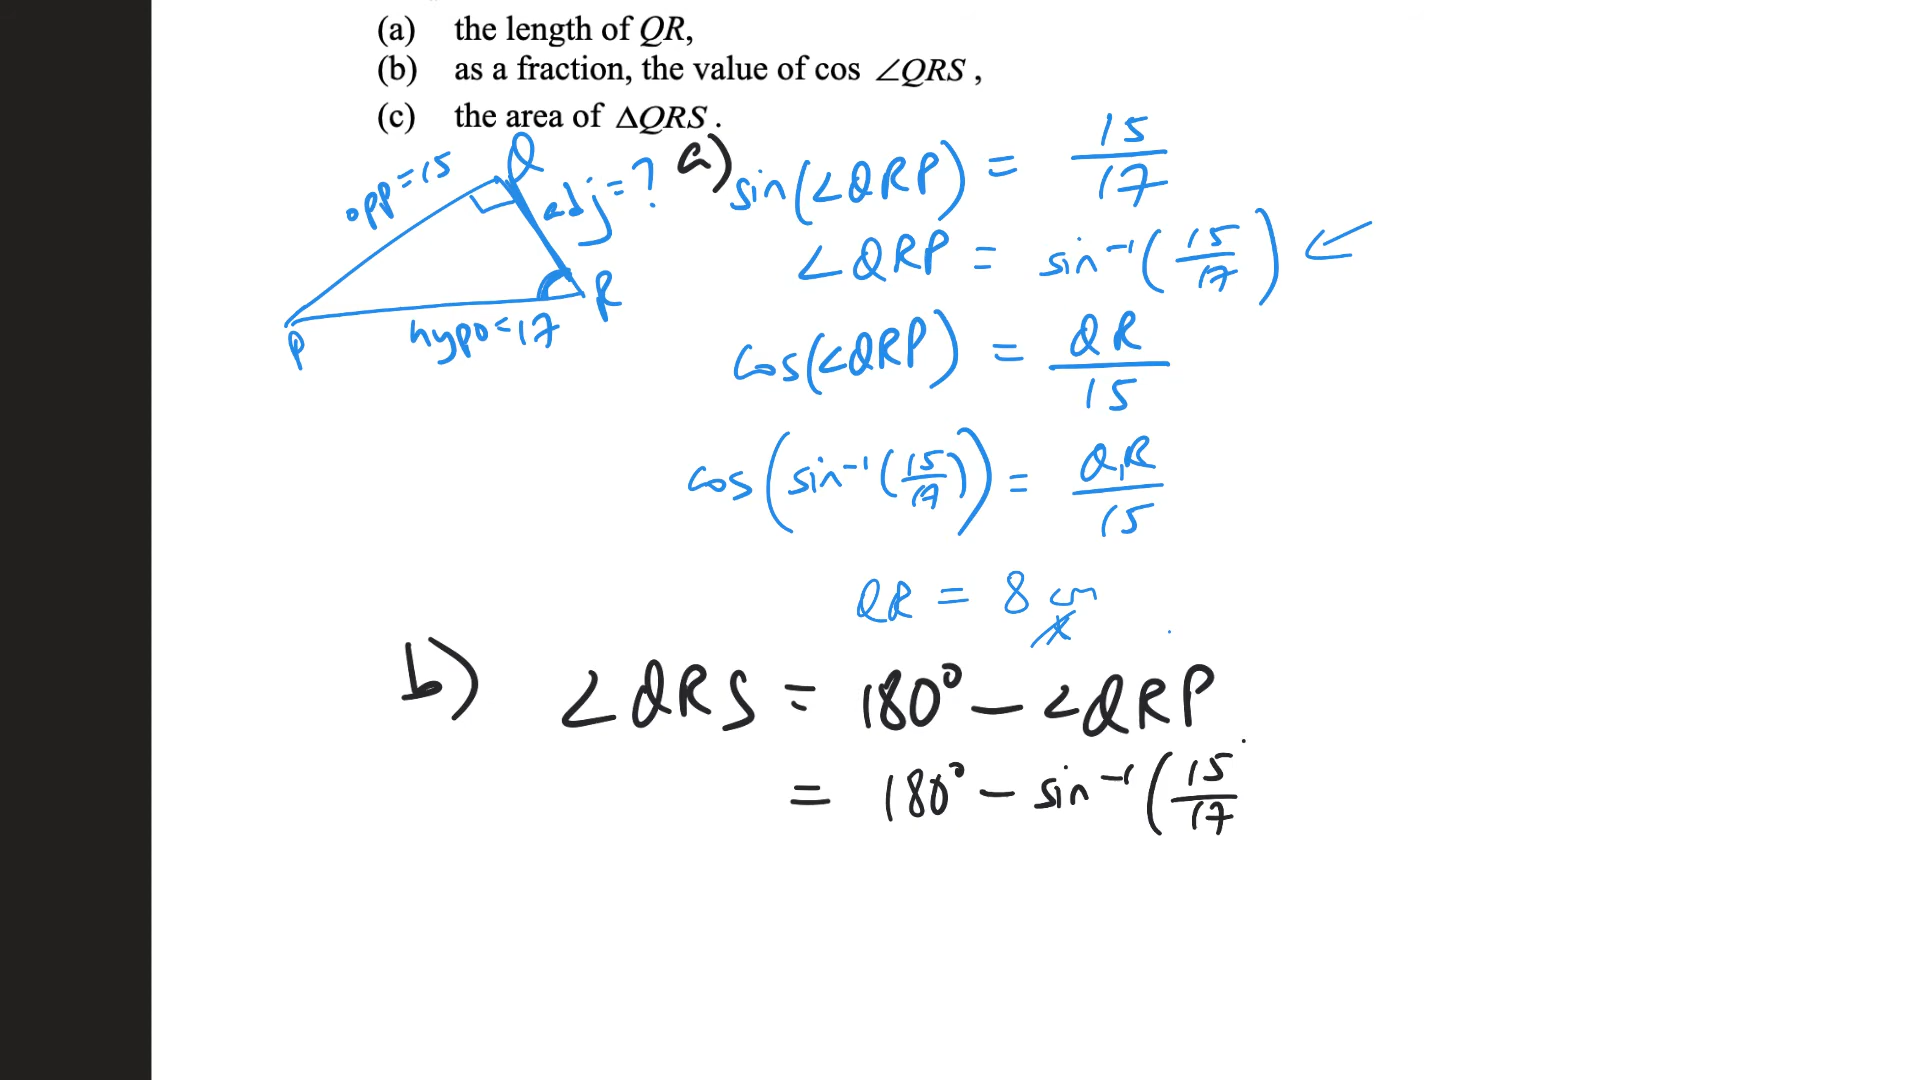 (a) the length of QR,
(b) as a fraction, the value of cos ∠QRS ,
(c) the area of ΔQRS .
opp=15
Q
adj=?
R
hypo=17
P
a) sin(∠QRP) = 15/17
∠QRP = sin⁻¹(15/17) ←
cos(∠QRP) = QR/15
cos(sin⁻¹(15/17)) = QR/15
QR = 8 cm
b) ∠QRS = 180° - ∠QRP
= 180° - sin⁻¹(15/17